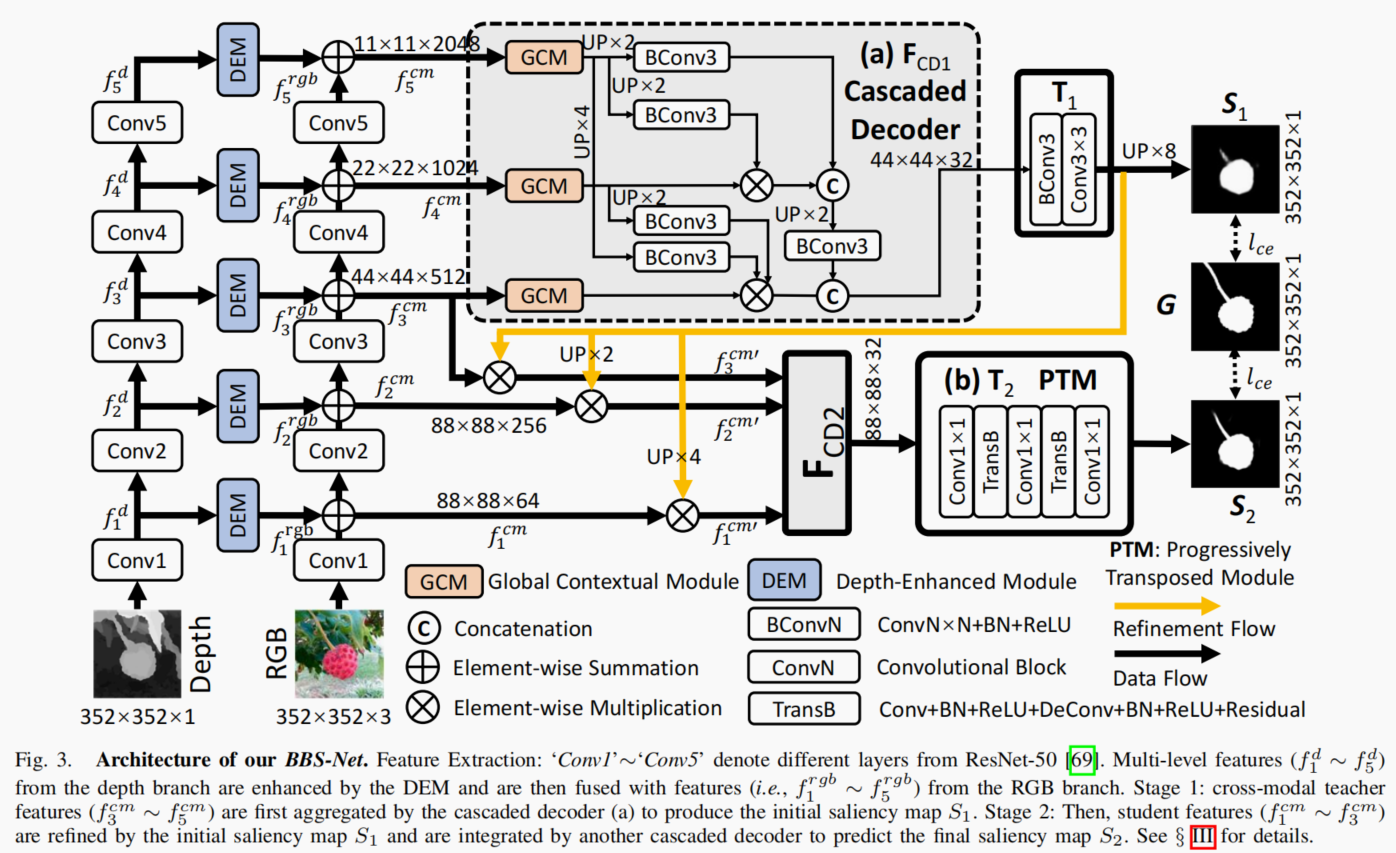 11×11×2048
f_5^{cm}
f_5^d
DEM
f_5^{rgb}
Conv5
Conv5
22×22×1024
f_4^{cm}
f_4^d
DEM
f_4^{rgb}
Conv4
Conv4
44×44×512
f_3^{cm}
f_3^d
DEM
f_3^{rgb}
Conv3
Conv3
f_2^{cm}
f_2^d
DEM
f_2^{rgb}
88×88×256
Conv2
Conv2
88×88×64
f_1^{cm}
f_1^d
DEM
f_1^{rgb}
Conv1
Conv1
Depth
RGB
352×352×1
352×352×3
GCM
UP×2
BConv3
UP×2
BConv3
UP×4
GCM
UP×2
BConv3
BConv3
GCM
(a) F_{CD1}
Cascaded
Decoder
C
UP×2
BConv3
C
44×44×32
T_1
BConv3
Conv3×3
UP×8
S_1
352×352×1
l_{ce}
G
352×352×1
l_{ce}
352×352×1
S_2
UP×2
UP×4
f_3^{cm′}
f_2^{cm′}
f_1^{cm′}
F_{CD2}
88×88×32
(b) T_2 PTM
Conv1×1
TransB
Conv1×1
TransB
Conv1×1
PTM: Progressively
Transposed Module
GCM Global Contextual Module
C Concatenation
Element-wise Summation
Element-wise Multiplication
DEM Depth-Enhanced Module
BConvN ConvN×N+BN+ReLU
ConvN Convolutional Block
TransB Conv+BN+ReLU+DeConv+BN+ReLU+Residual
Refinement Flow
Data Flow
Fig. 3. Architecture of our BBS-Net. Feature Extraction: ‘Conv1’∼‘Conv5’ denote different layers from ResNet-50 [69]. Multi-level features (f_1^d ∼ f_5^d)
from the depth branch are enhanced by the DEM and are then fused with features (i.e., f_1^{rgb} ∼ f_5^{rgb}) from the RGB branch. Stage 1: cross-modal teacher
features (f_3^{cm} ∼ f_5^{cm}) are first aggregated by the cascaded decoder (a) to produce the initial saliency map S_1. Stage 2: Then, student features (f_1^{cm} ∼ f_3^{cm})
are refined by the initial saliency map S_1 and are integrated by another cascaded decoder to predict the final saliency map S_2. See § III for details.